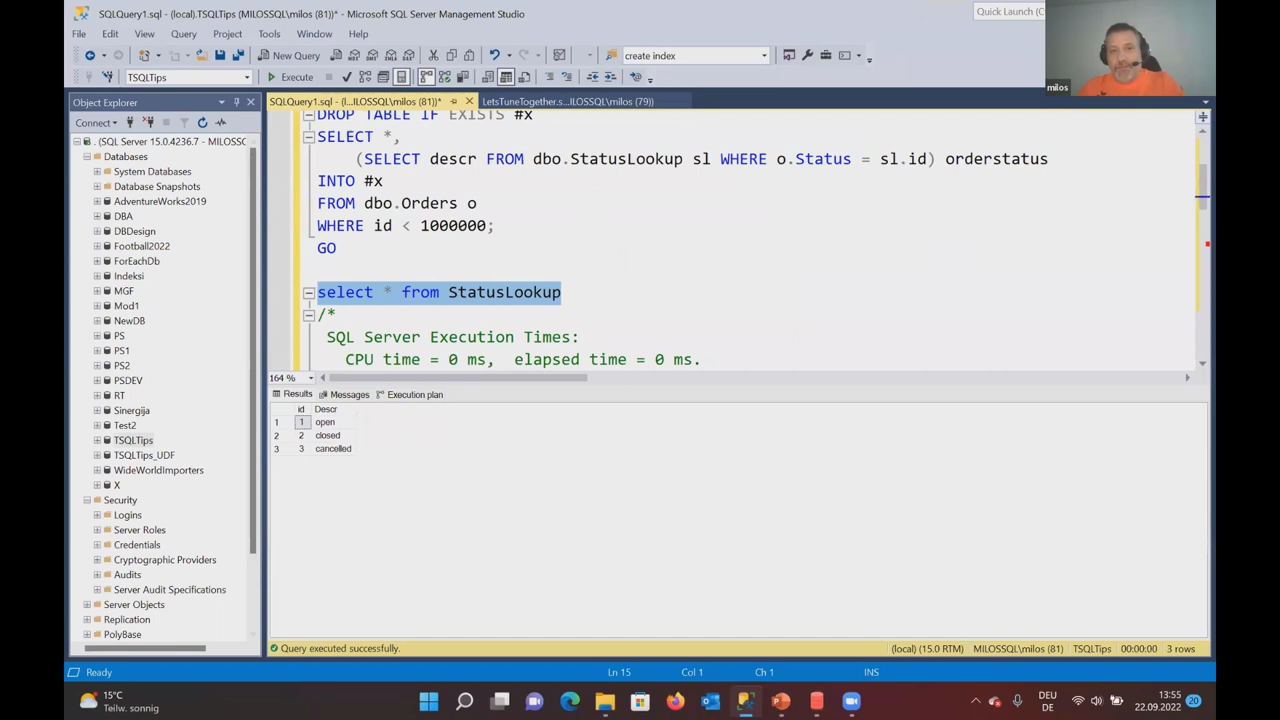 SQLQuery1.sql - (local).TSQLTips (MILOSSQL\milos (81))* - Microsoft SQL Server Management Studio
Quick Launch (
File Edit View Query Project Tools Window Help
New Query
create index
TSQLTips
Execute
milos
Object Explorer
SQLQuery1.sql - (l...ILOSSQL\milos (81))*
LetsTuneTogether.s...ILOSSQL\milos (79))
Connect
. (SQL Server 15.0.4236.7 - MILOSSC
Databases
System Databases
Database Snapshots
AdventureWorks2019
DBA
DBDesign
Football2022
ForEachDb
Indeksi
MGF
Mod1
NewDB
PS
PS1
PS2
PSDEV
RT
Sinergija
Test2
TSQLTips
TSQLTips_UDF
WideWorldImporters
X
Security
Logins
Server Roles
Credentials
Cryptographic Providers
Audits
Server Audit Specifications
Server Objects
Replication
PolyBase
DROP TABLE IF EXISTS #x
SELECT *,
(SELECT descr FROM dbo.StatusLookup sl WHERE o.Status = sl.id) orderstatus
INTO #x
FROM dbo.Orders o
WHERE id < 1000000;
GO
select * from StatusLookup
/*
SQL Server Execution Times:
CPU time = 0 ms, elapsed time = 0 ms.
164 %
Results Messages Execution plan
id Descr
1 1 open
2 2 closed
3 3 cancelled
Query executed successfully.
(local) (15.0 RTM) MILOSSQL\milos (81) TSQLTips 00:00:00 3 rows
Ready
Ln 15 Col 1 Ch 1 INS
15°C
Teilw. sonnig
DEU
DE
13:55
22.09.2022
20